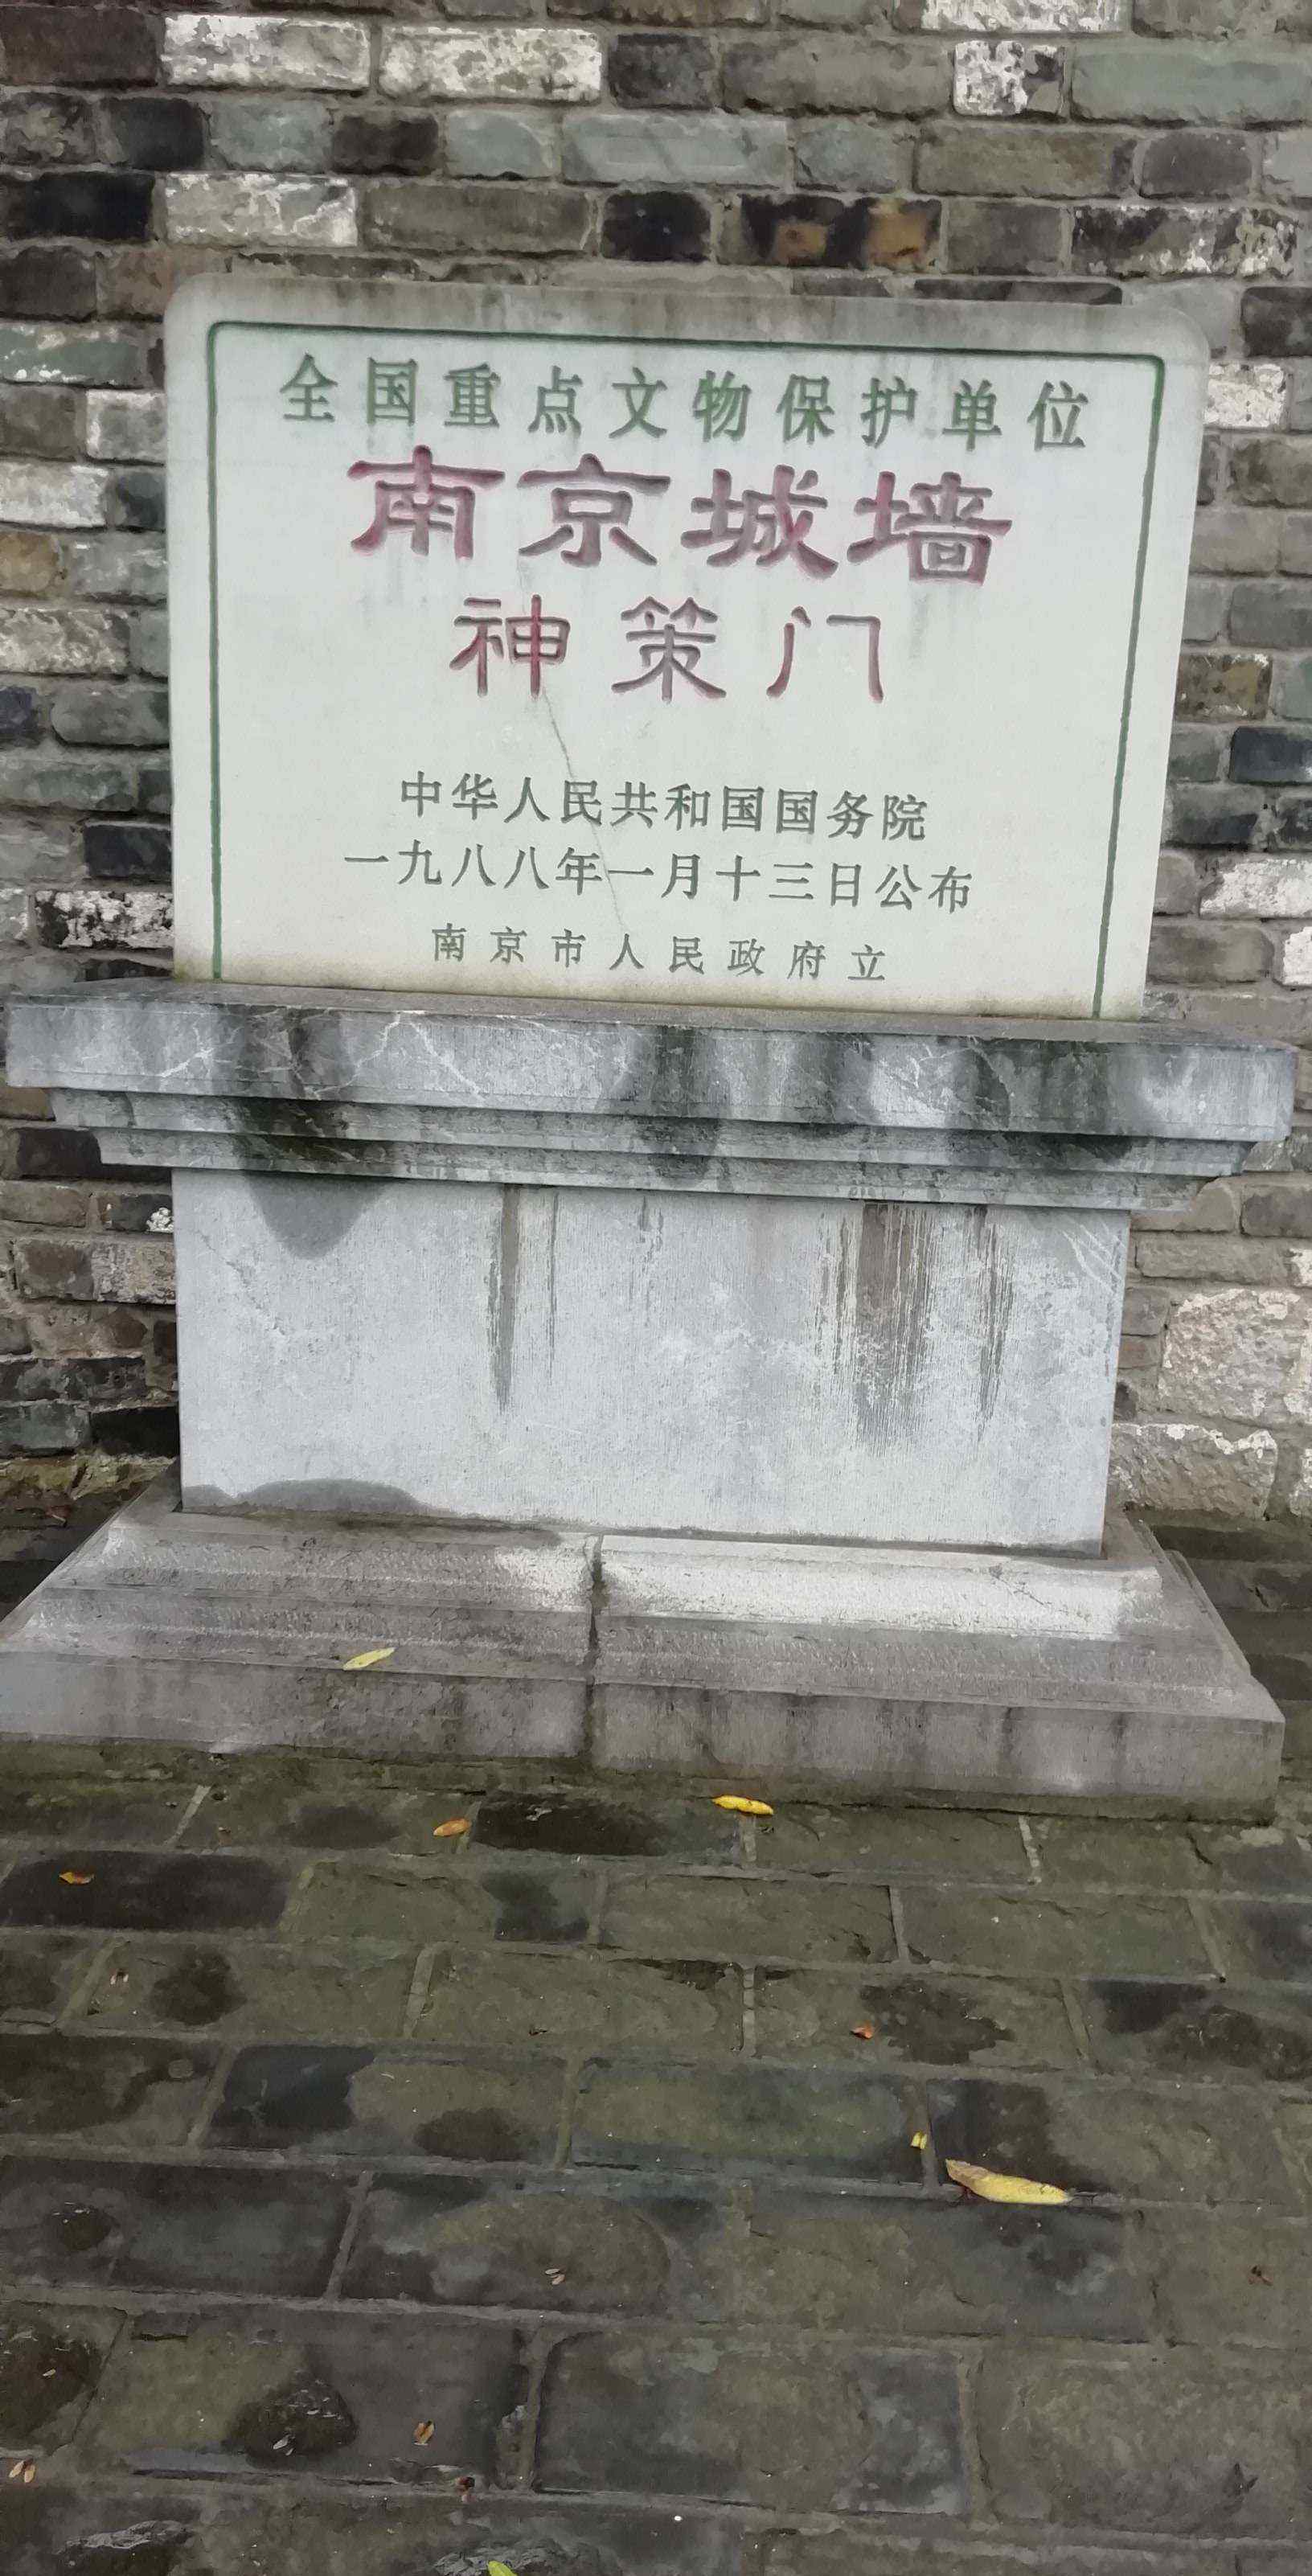 全国重点文物保护单位
南京城墙
神策门
中华人民共和国国务院
一九八八年一月十三日公布
南京市人民政府立